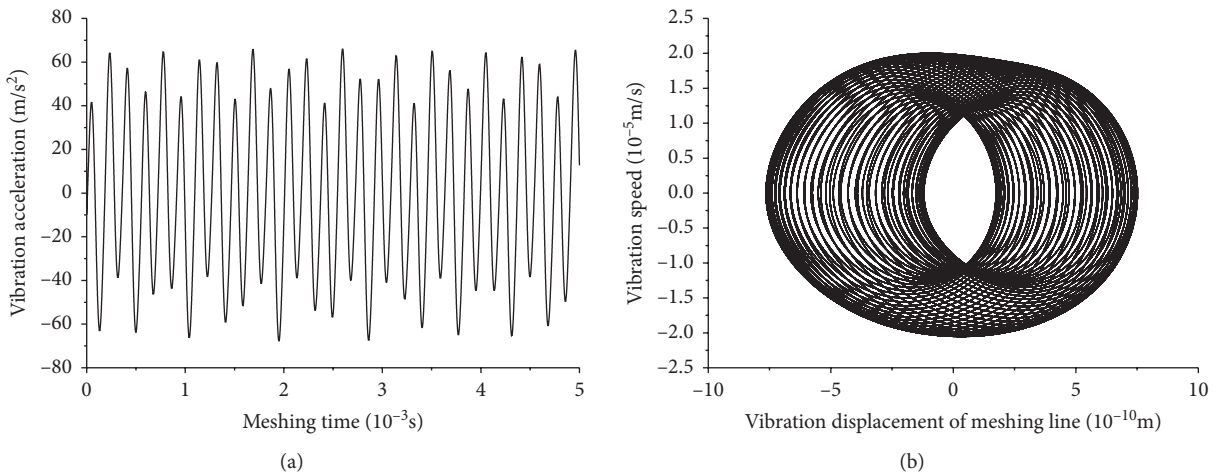 80
60
40
20
0
–20
–40
–60
–80
Vibration acceleration (m/s²)
0 1 2 3 4 5
Meshing time (10⁻³s)
(a)
2.5
2.0
1.5
1.0
0.5
0.0
–0.5
–1.0
–1.5
–2.0
–2.5
Vibration speed (10⁻⁵m/s)
–10 –5 0 5 10
Vibration displacement of meshing line (10⁻¹⁰m)
(b)